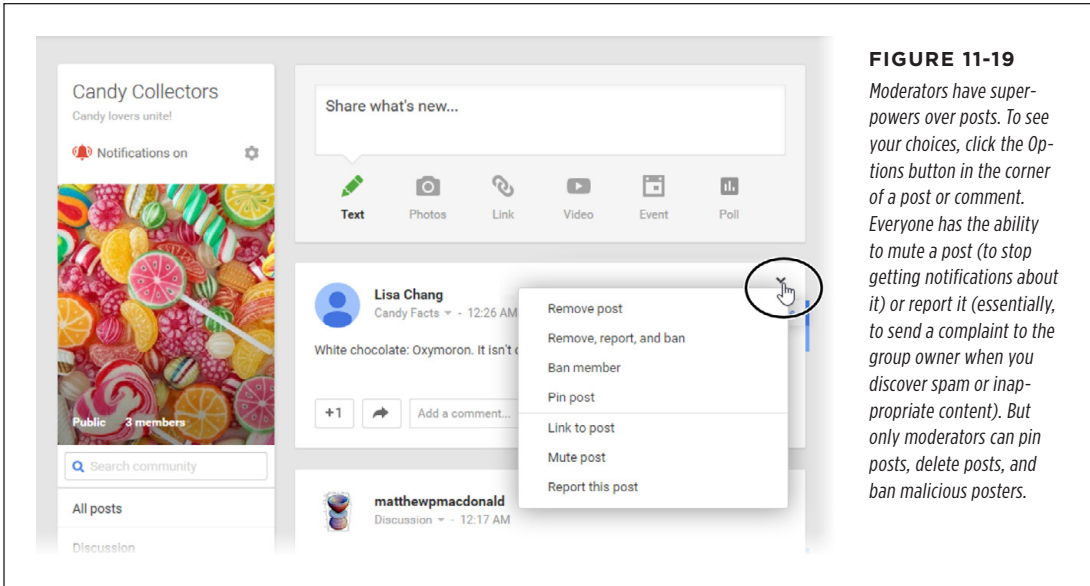 Candy Collectors
Candy lovers unite!
Notifications on
Public 3 members
Search community
All posts
Discussion
Share what's new...
Text Photos Link Video Event Poll
Lisa Chang
Candy Facts - 12:26 AM
White chocolate: Oxymoron. It isn't
+1 Add a comment...
Remove post
Remove, report, and ban
Ban member
Pin post
Link to post
Mute post
Report this post
matthewpmacdonald
Discussion - 12:17 AM
FIGURE 11-19
Moderators have super-
powers over posts. To see
your choices, click the Op-
tions button in the corner
of a post or comment.
Everyone has the ability
to mute a post (to stop
getting notifications about
it) or report it (essentially,
to send a complaint to the
group owner when you
discover spam or inap-
propriate content). But
only moderators can pin
posts, delete posts, and
ban malicious posters.